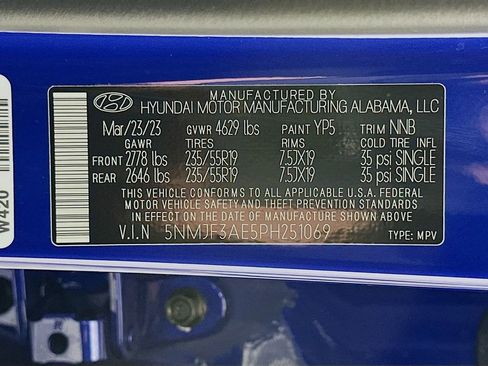 MANUFACTURED BY
HYUNDAI MOTOR MANUFACTURING ALABAMA, LLC
Mar/23/23 GVWR 4629 lbs PAINT YP5 TRIM NNB
GAWR TIRES RIMS COLD TIRE INFL
FRONT 2778 lbs 235/55R19 7.5JX19 35 psi SINGLE
REAR 2646 lbs 235/55R19 7.5JX19 35 psi SINGLE
THIS VEHICLE CONFORMS TO ALL APPLICABLE U.S.A. FEDERAL
MOTOR VEHICLE SAFETY AND THEFT PREVENTION STANDARDS
IN EFFECT ON THE DATE OF MANUFACTURE SHOWN ABOVE.
V.I.N 5NMJF3AE5PH251069 TYPE: MPV
W420
R